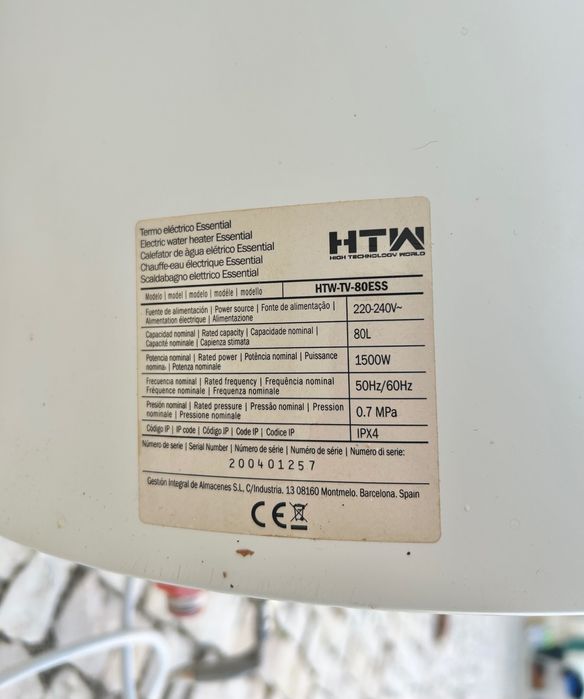 Termo eléctrico Essential
Electric water heater Essential
Calefator de àgua elétrico Essential
Chauffe-eau électrique Essential
Scaldabagno elettrico Essential
HTW
HIGH TECHNOLOGY WORLD
Modelo | model | modelo | modèle | modello HTW-TV-80ESS
Fuente de alimentación | Power source | Fonte de alimentação |
Alimentation électrique | Alimentazione
220-240V~
Capacidad nominal | Rated capacity | Capacidade nominal |
Capacité nominale | Capienza stimata
80L
Potencia nominal | Rated power | Potência nominal | Puissance
nomina | Potenza nominale
1500W
Frecuencia nominal | Rated frequency | Frequência nominal
Fréquence nominale | Frequenza nominale
50Hz/60Hz
Presión nominal | Rated pressure | Pressão nominal | Pression
nominale | Pressione nominale
0.7 MPa
Código IP | IP code | Código IP | Code IP | Codice IP IPX4
Número de serie | Serial Number | Número de série | Numéro de série | Numero di serie:
200401257
Gestión Integral de Almacenes S.L, C/Industria, 13 08160 Montmelo. Barcelona. Spain
CE